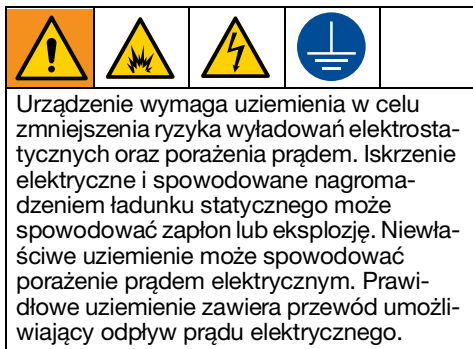 Urządzenie wymaga uziemienia w celu
zmniejszenia ryzyka wyładowań elektrosta-
tycznych oraz porażenia prądem. Iskrzenie
elektryczne i spowodowane nagroma-
dzeniem ładunku statycznego może
spowodować zapłon lub eksplozję. Niewła-
ściwe uziemienie może spowodować
porażenie prądem elektrycznym. Prawi-
dłowe uziemienie zawiera przewód umożli-
wiający odpływ prądu elektrycznego.